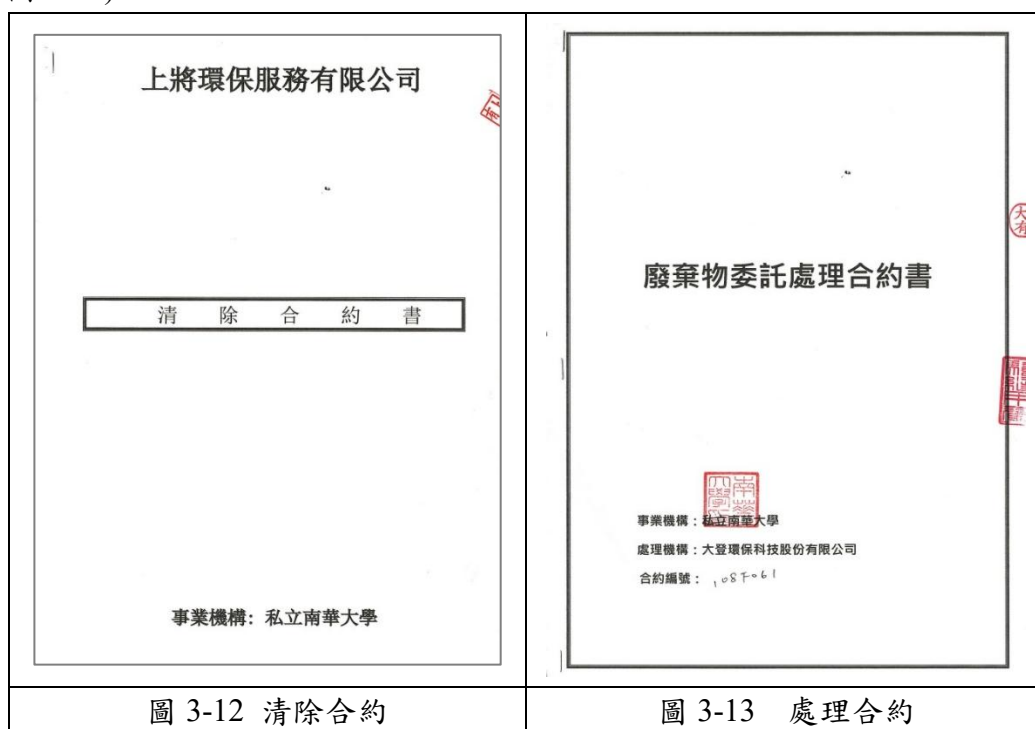 上將環保服務有限公司
清 除 合 約 書
事業機構: 私立南華大學
廢棄物委託處理合約書
事業機構：私立南華大學
處理機構：大登環保科技股份有限公司
合約編號： 108F061
圖 3-12 清除合約
圖 3-13 處理合約